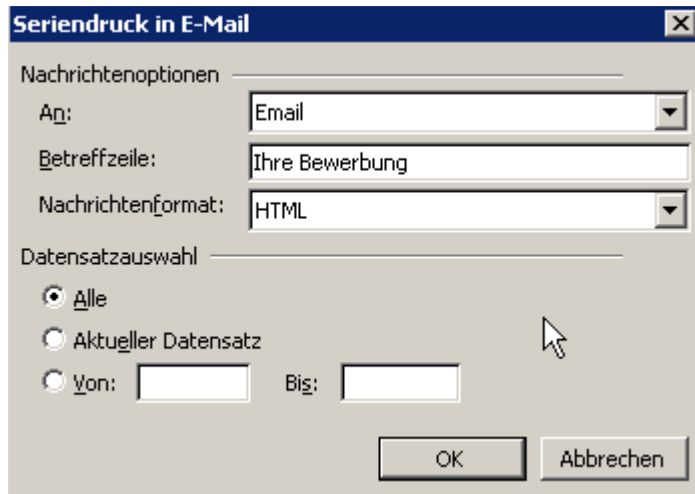 Seriendruck in E-Mail
Nachrichtenoptionen
An: Email
Betreffzeile: Ihre Bewerbung
Nachrichtenformat: HTML
Datensatzauswahl
Alle
Aktueller Datensatz
Von: Bis:
OK Abbrechen